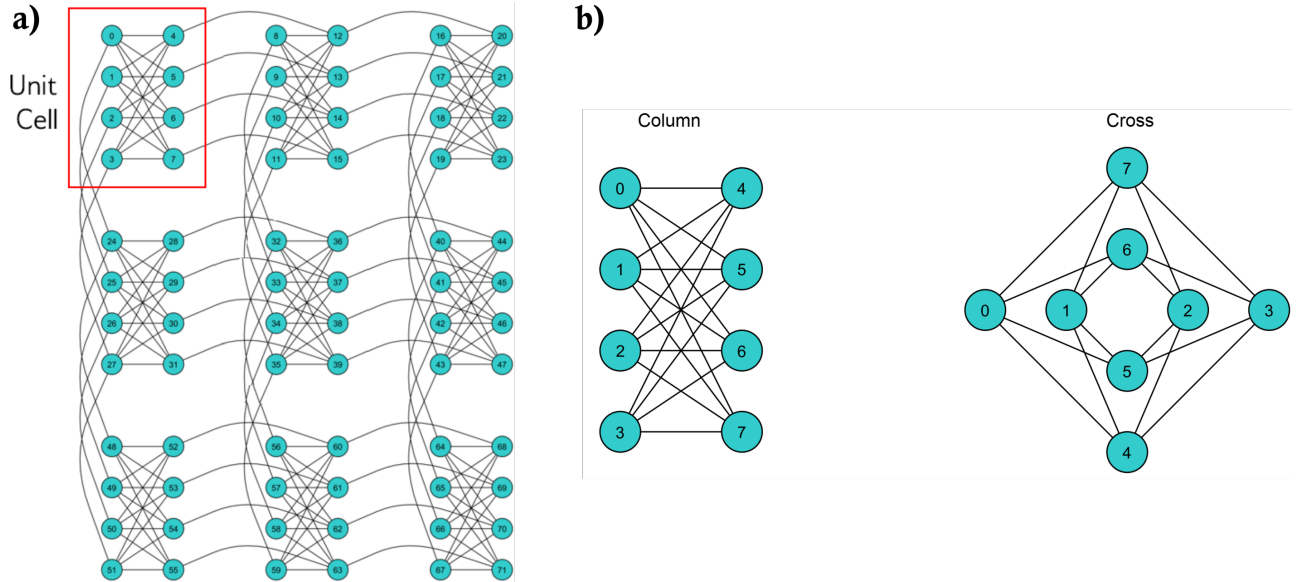 a)
b)
Unit
Cell
0 4 8 12 16 20
1 5 9 13 17 21
2 6 10 14 18 22
3 7 11 15 19 23
24 28 32 36 40 44
25 29 33 37 41 45
26 30 34 38 42 46
27 31 35 39 43 47
48 52 56 60 64 68
49 53 57 61 65 69
50 54 58 62 66 70
51 55 59 63 67 71
Column
0 4
1 5
2 6
3 7
Cross
7
6
0 1 2 3
5
4